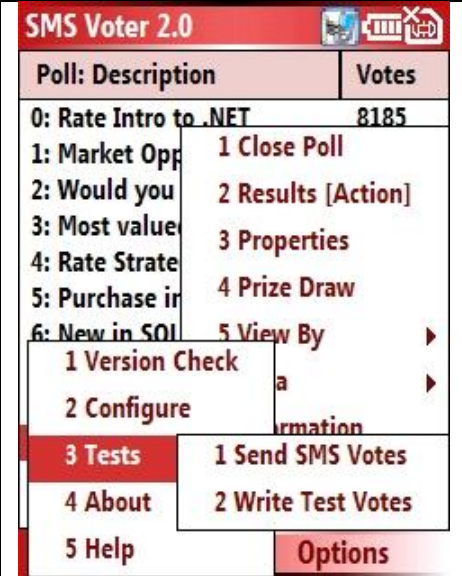 SMS Voter 2.0
Poll: Description Votes
0: Rate Intro to .NET 8185
1: Market Opp
2: Would you
3: Most value
4: Rate Strate
5: Purchase in
6: New in SQL
1 Close Poll
2 Results [Action]
3 Properties
4 Prize Draw
5 View By
1 Version Check
2 Configure
3 Tests
4 About
5 Help
1 Send SMS Votes
2 Write Test Votes
Options